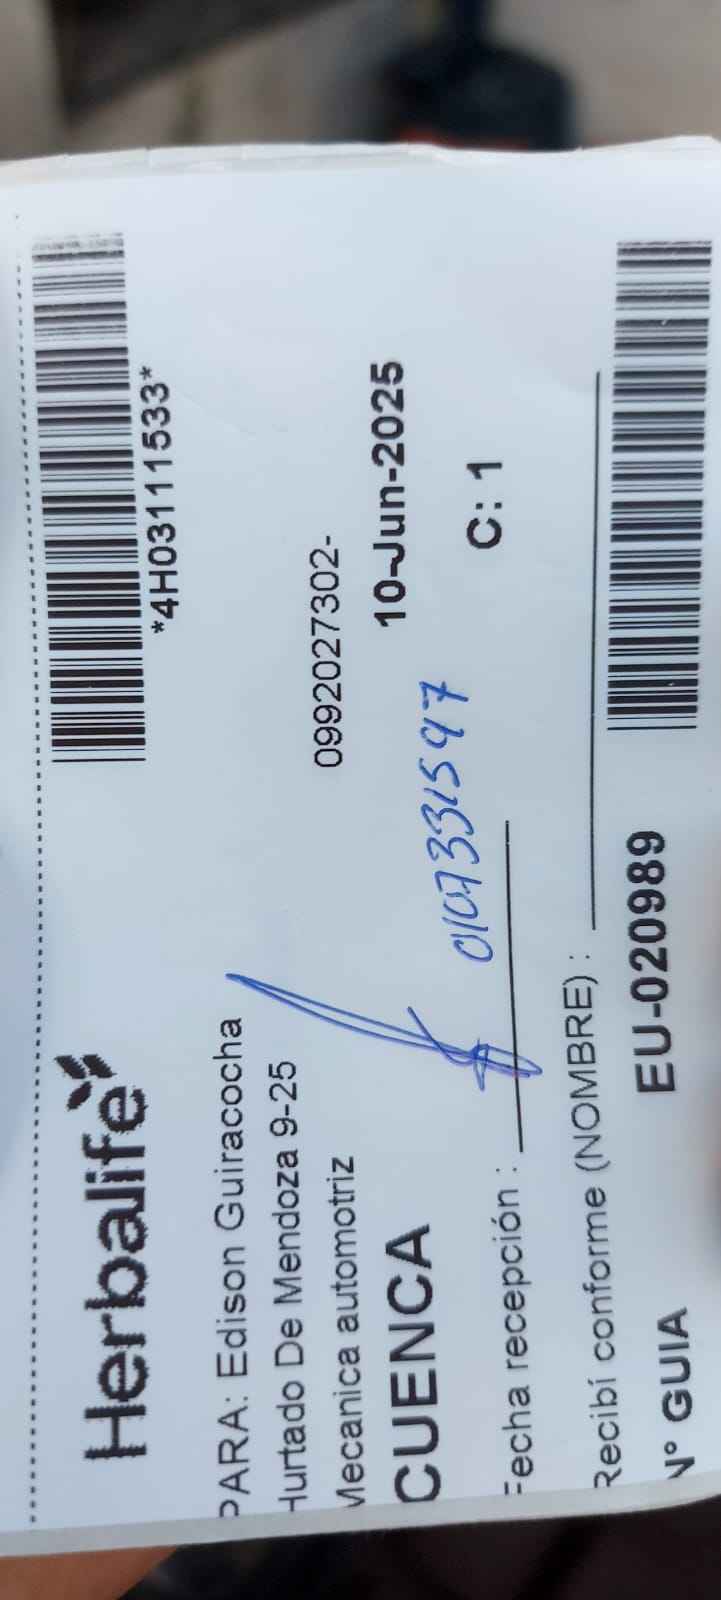 Herbalife
*4H03111533*
PARA: Edison Guiracocha
Hurtado De Mendoza 9-25
Mecanica automotriz
0992027302-
CUENCA
10-Jun-2025
0107331597
C: 1
Fecha recepción :
Recibí conforme (NOMBRE) :
N° GUIA
EU-020989